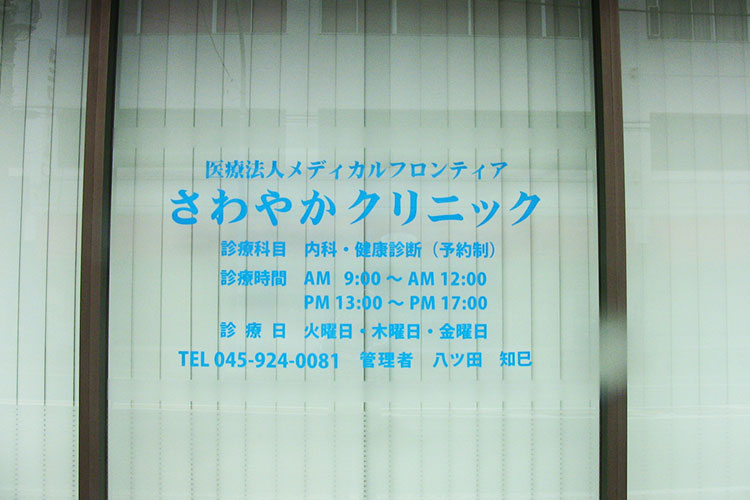 医療法人メディカルフロンティア
さわやかクリニック
診療科目 内科・健康診断（予約制）
診療時間 AM 9:00 ～ AM 12:00
PM 13:00 ～ PM 17:00
診療日 火曜日・木曜日・金曜日
TEL 045-924-0081 管理者 八ツ田 知巳